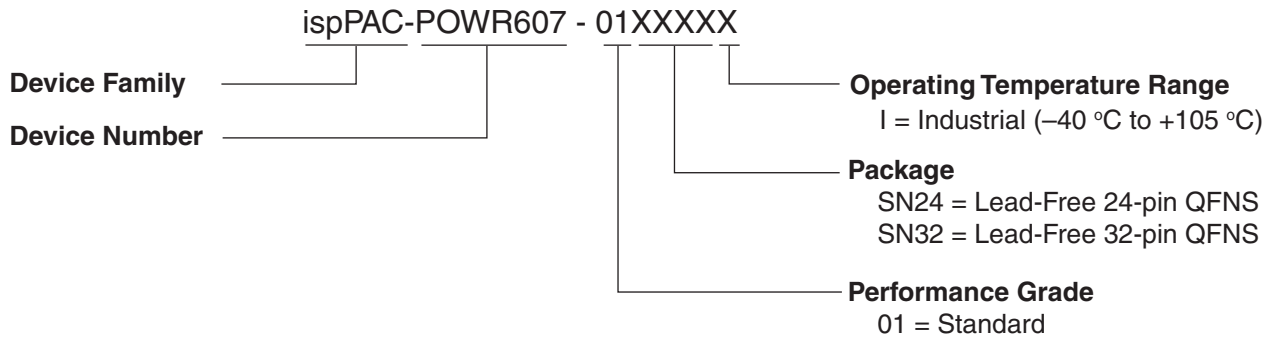 ispPAC-POWR607 - 01XXXXX
Device Family
Device Number
Operating Temperature Range
I = Industrial (–40 °C to +105 °C)
Package
SN24 = Lead-Free 24-pin QFNS
SN32 = Lead-Free 32-pin QFNS
Performance Grade
01 = Standard